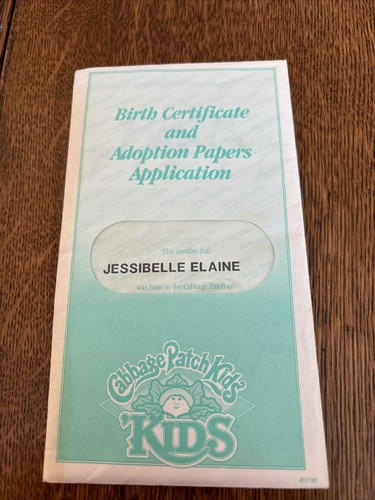 Birth Certificate
and
Adoption Papers
Application
This certifies that
JESSIBELLE ELAINE
was born in the Cabbage Patch on
Cabbage Patch Kids
KIDS